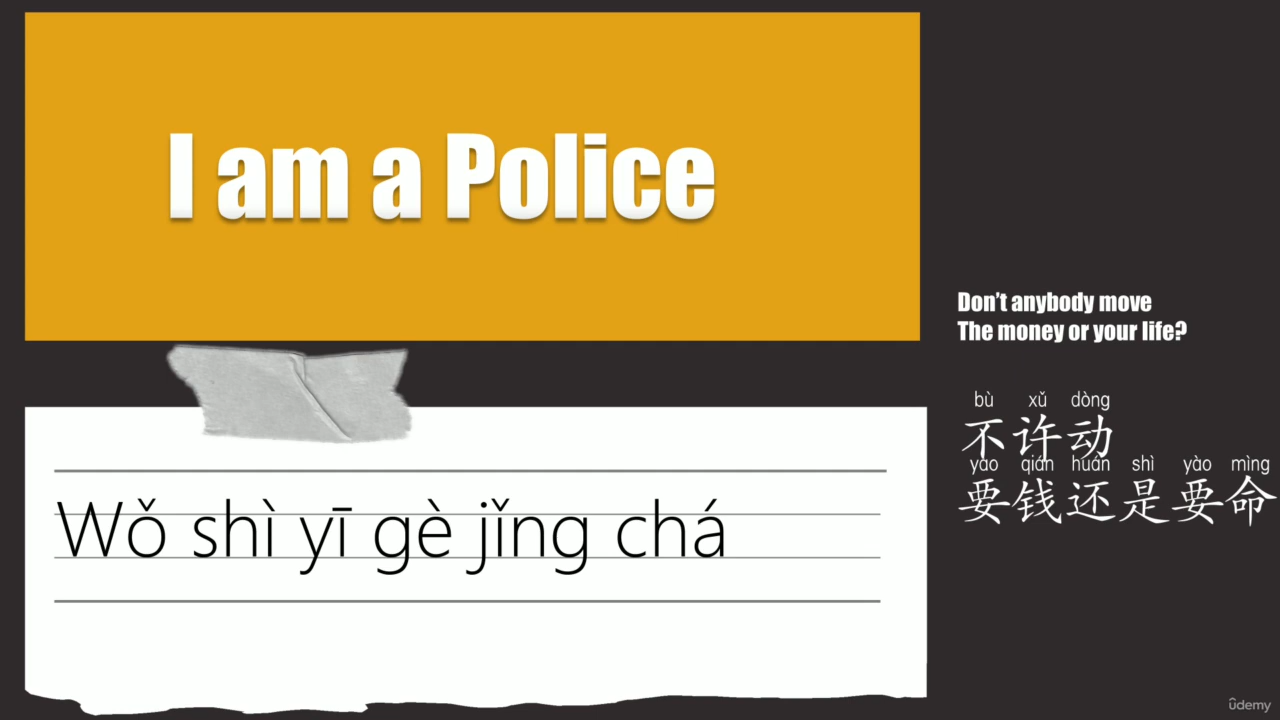 I am a Police
Wǒ shì yī gè jǐng chá
Don’t anybody move
The money or your life?
bù xǔ dòng
不许动
yào qián huán shì yào mìng
要钱还是要命
ûdemy